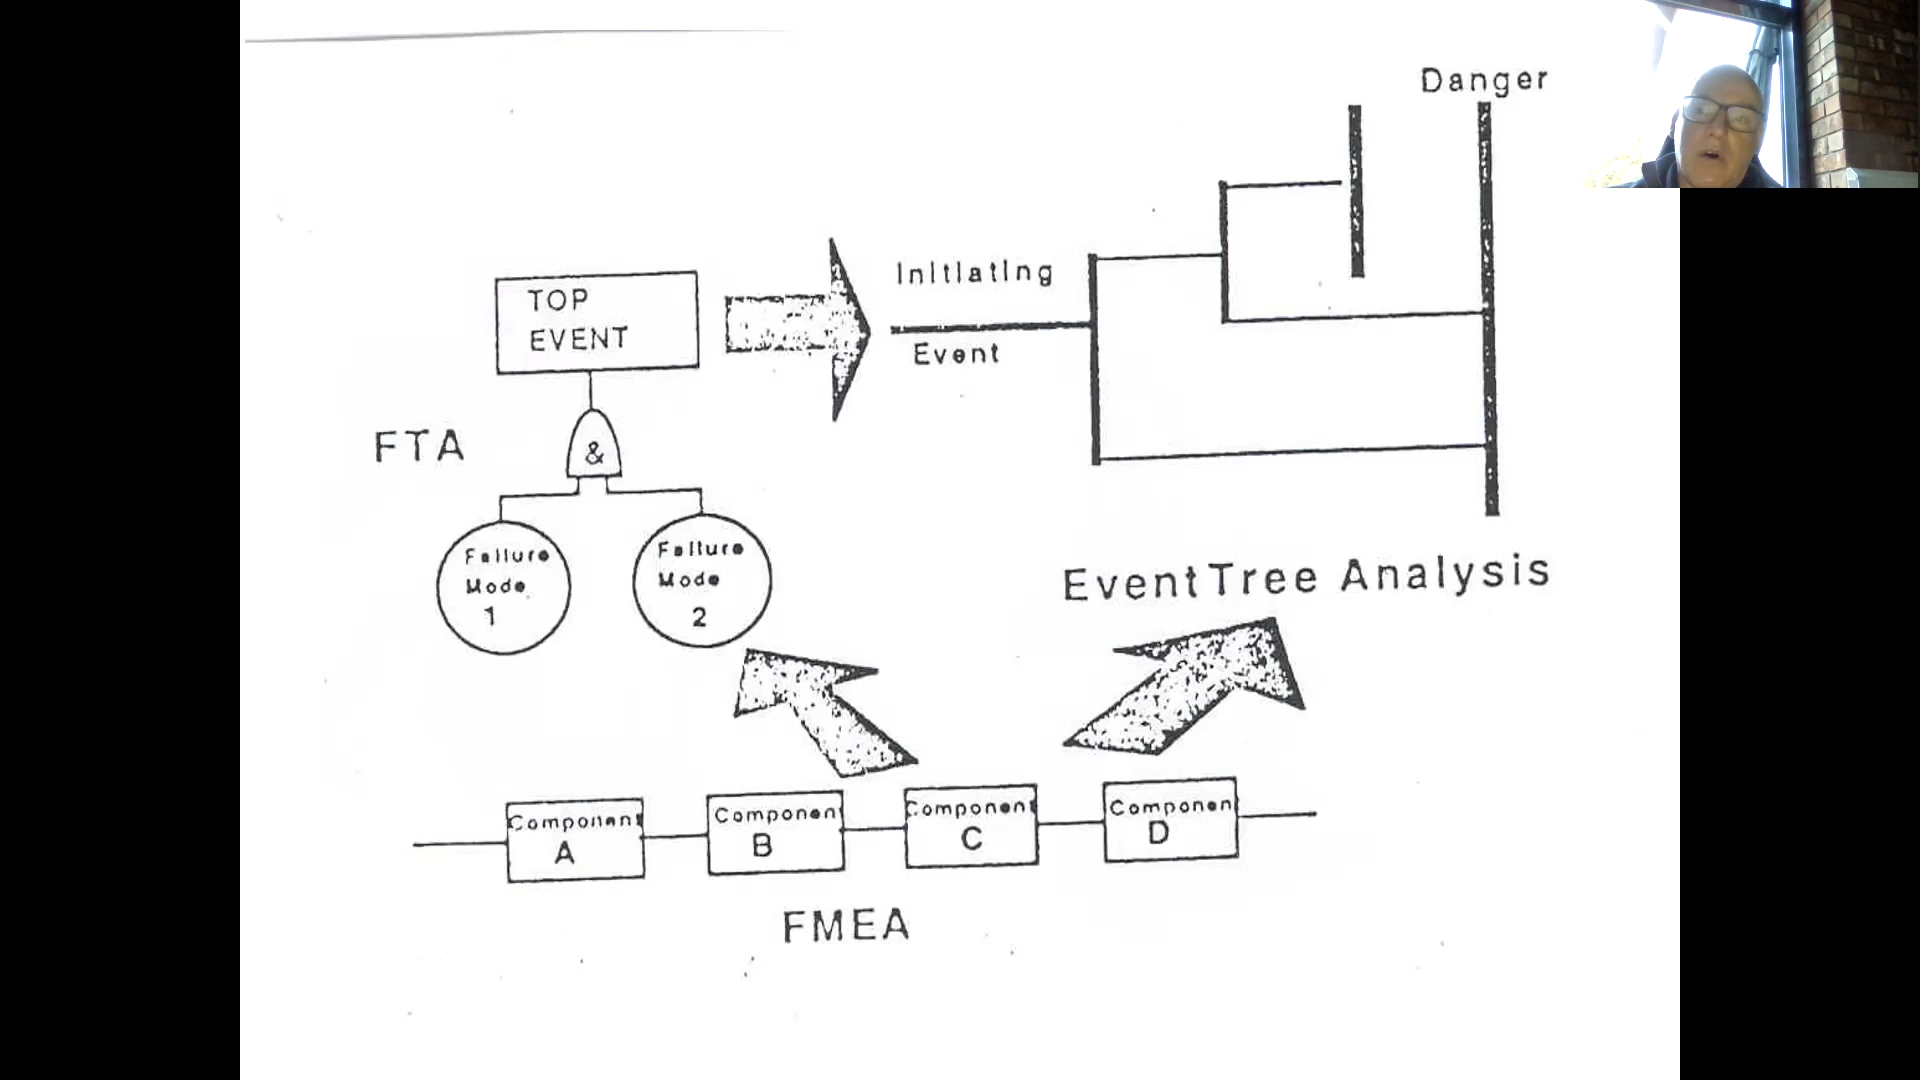 Danger
Initiating
Event
TOP
EVENT
FTA
&
Failure
Mode
1
Failure
Mode
2
Event Tree Analysis
Component
A
Component
B
Component
C
Componen
D
FMEA